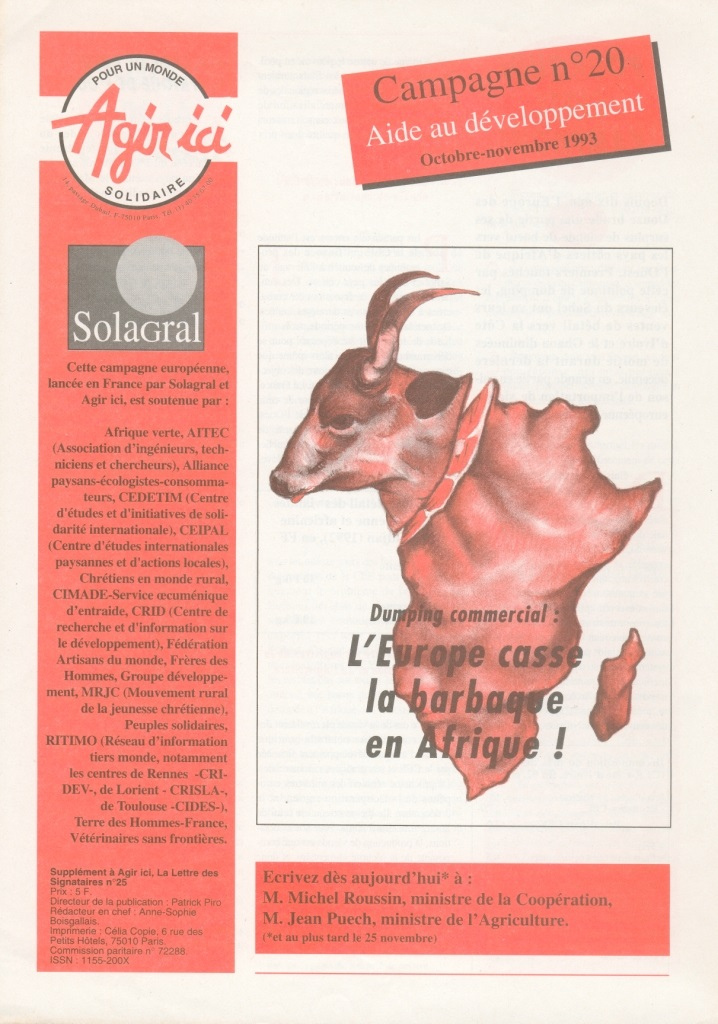 POUR UN MONDE
Agir ici
SOLIDAIRE
Campagne n°20
Aide au développement
Octobre-novembre 1993
Solagral
Cette campagne européenne,
lancée en France par Solagral et
Agir ici, est soutenue par :
Afrique verte, AITEC
(Association d'ingénieurs, tech-
niciens et chercheurs), Alliance
paysans-écologistes-consomma-
teurs, CEDETIM (Centre
d'études et d'initiatives de soli-
darité internationale), CEIPAL
(Centre d'études internationales
paysannes et d'actions locales),
Chrétiens en monde rural,
CIMADE-Service œcuménique
d'entraide, CRID (Centre de
recherche et d'information sur
le développement), Fédération
Artisans du monde, Frères des
Hommes, Groupe développe-
ment, MRJC (Mouvement rural
de la jeunesse chrétienne),
Peuples solidaires,
RITIMO (Réseau d'information
tiers monde, notamment
les centres de Rennes -CRI-
DEV-, de Lorient - CRISLA-,
de Toulouse -CIDES-),
Terre des Hommes-France,
Vétérinaires sans frontières.
Supplément à Agir ici, La Lettre des
Signataires n°25
Prix : 5 F.
Directeur de la publication : Patrick Piro
Rédacteur en chef : Anne-Sophie
Boisgallais.
Imprimerie : Célia Copie, 6 rue des
Petits Hôtels, 75010 Paris.
Commission paritaire n° 72288.
ISSN : 1155-200X
Dumping commercial :
L'Europe casse
la barbaque
en Afrique !
Ecrivez dès aujourd'hui* à :
M. Michel Roussin, ministre de la Coopération,
M. Jean Puech, ministre de l'Agriculture.
(*et au plus tard le 25 novembre)